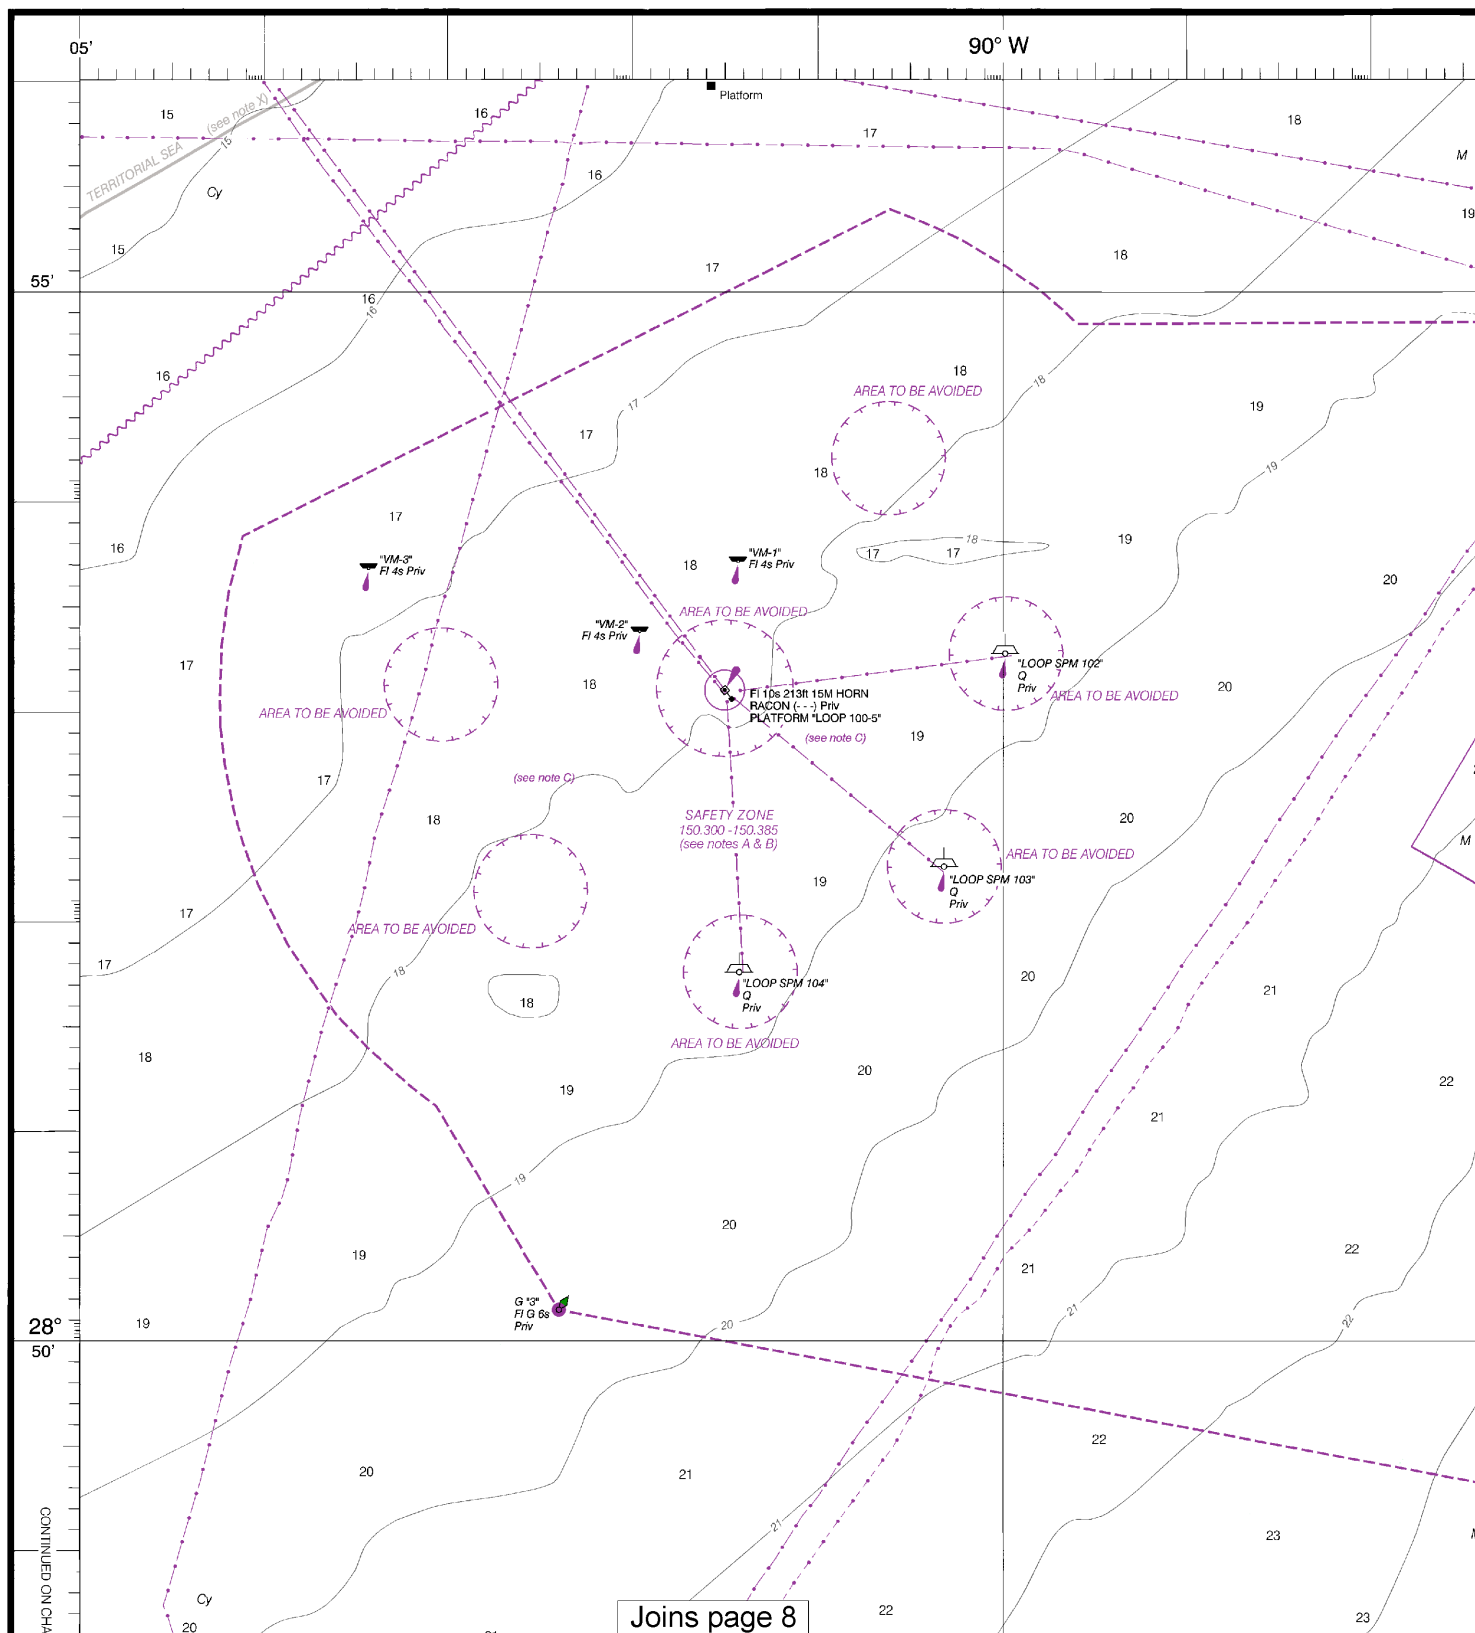 05'
90° W
Platform
15
(see note X)
16
17
18
TERRITORIAL SEA
15
M
Cy
16
19
15
17
18
55'
16
16
16
18
AREA TO BE AVOIDED
18
17
19
17
18
19
17
16
"VM-3"
Fl 4s Priv
18
"VM-1"
Fl 4s Priv
17
17
18
19
20
AREA TO BE AVOIDED
"VM-2"
Fl 4s Priv
17
18
"LOOP SPM 102"
Q
Priv
AREA TO BE AVOIDED
20
AREA TO BE AVOIDED
Fl 10s 213ft 15M HORN
RACON (- - -) Priv
PLATFORM "LOOP 100-5"
(see note C)
19
17
(see note C)
18
SAFETY ZONE
150.300 -150.385
(see notes A & B)
20
M
AREA TO BE AVOIDED
"LOOP SPM 103"
Q
Priv
19
17
AREA TO BE AVOIDED
17
18
20
21
"LOOP SPM 104"
Q
Priv
18
18
AREA TO BE AVOIDED
20
22
19
21
19
20
19
22
21
G "3"
Fl G 6s
Priv
19
20
21
22
28°
50'
22
20
21
21
23
CONTINUED ON CHA
Cy
20
22
23
Joins page 8